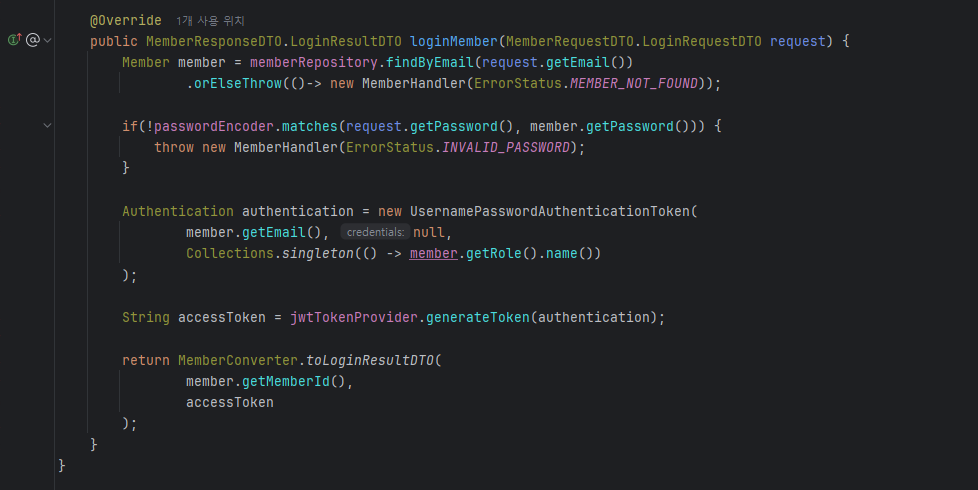 @Override 1개 사용 위치
public MemberResponseDTO.LoginResultDTO loginMember(MemberRequestDTO.LoginRequestDTO request) {
Member member = memberRepository.findByEmail(request.getEmail())
.orElseThrow(()-> new MemberHandler(ErrorStatus.MEMBER_NOT_FOUND));
if(!passwordEncoder.matches(request.getPassword(), member.getPassword())) {
throw new MemberHandler(ErrorStatus.INVALID_PASSWORD);
}
Authentication authentication = new UsernamePasswordAuthenticationToken(
member.getEmail(), credentials: null,
Collections.singleton(() -> member.getRole().name())
);
String accessToken = jwtTokenProvider.generateToken(authentication);
return MemberConverter.toLoginResultDTO(
member.getMemberId(),
accessToken
);
}
}